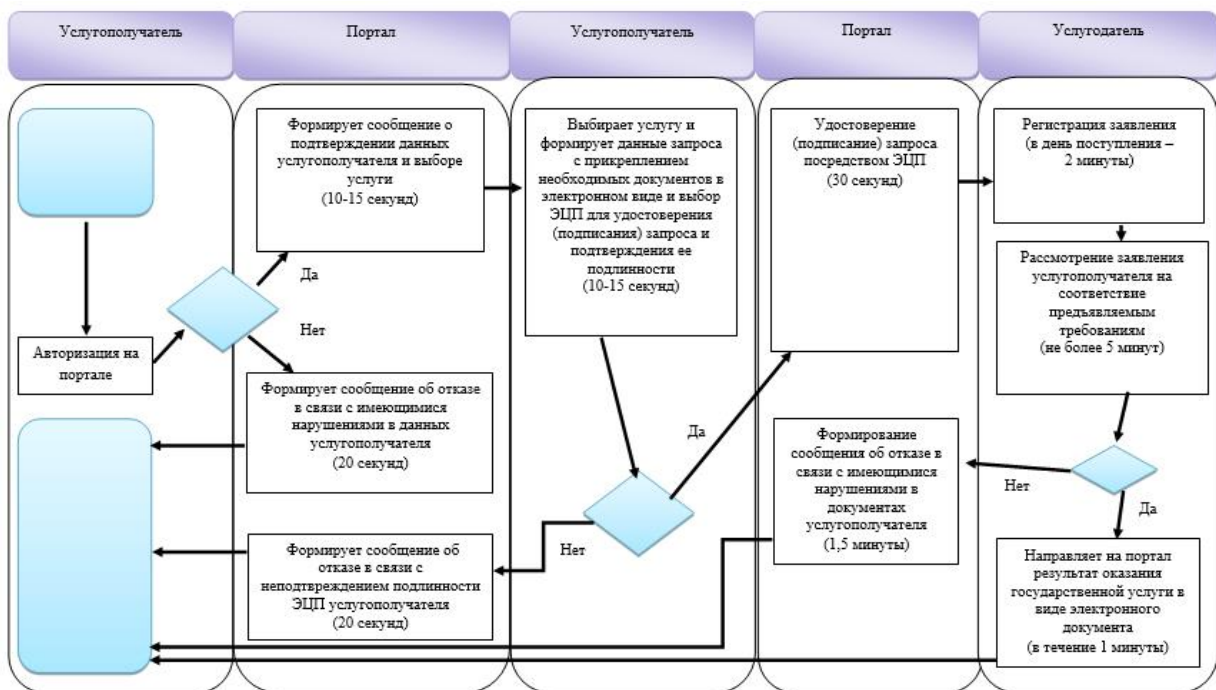 Услугополучатель
Портал
Услугополучатель
Портал
Услугодатель
Формирует сообщение о
подтверждении данных
услугополучателя и выборе
услуги
(10-15 секунд)
Выбирает услугу и
формирует данные запроса
с прикреплением
необходимых документов в
электронном виде и выбор
ЭЦП для удостоверения
(подписания) запроса и
подтверждения ее
подлинности
(10-15 секунд)
Удостоверение
(подписание) запроса
посредством ЭЦП
(30 секунд)
Регистрация заявления
(в день поступления –
2 минуты)
Да
Рассмотрение заявления
услугополучателя на
соответствие
предъявляемым
требованиям
(не более 5 минут)
Нет
Авторизация на
портале
Формирует сообщение об отказе
в связи с имеющимися
нарушениями в данных
услугополучателя
(20 секунд)
Да
Формирование
сообщения об отказе в
связи с имеющимися
нарушениями в
документах
услугополучателя
(1,5 минуты)
Нет
Да
Нет
Формирует сообщение об
отказе в связи с
неподтвреждением подлинности
ЭЦП услугополучателя
(20 секунд)
Направляет на портал
результат оказания
государственной услуги в
виде электронного
документа
(в течение 1 минуты)